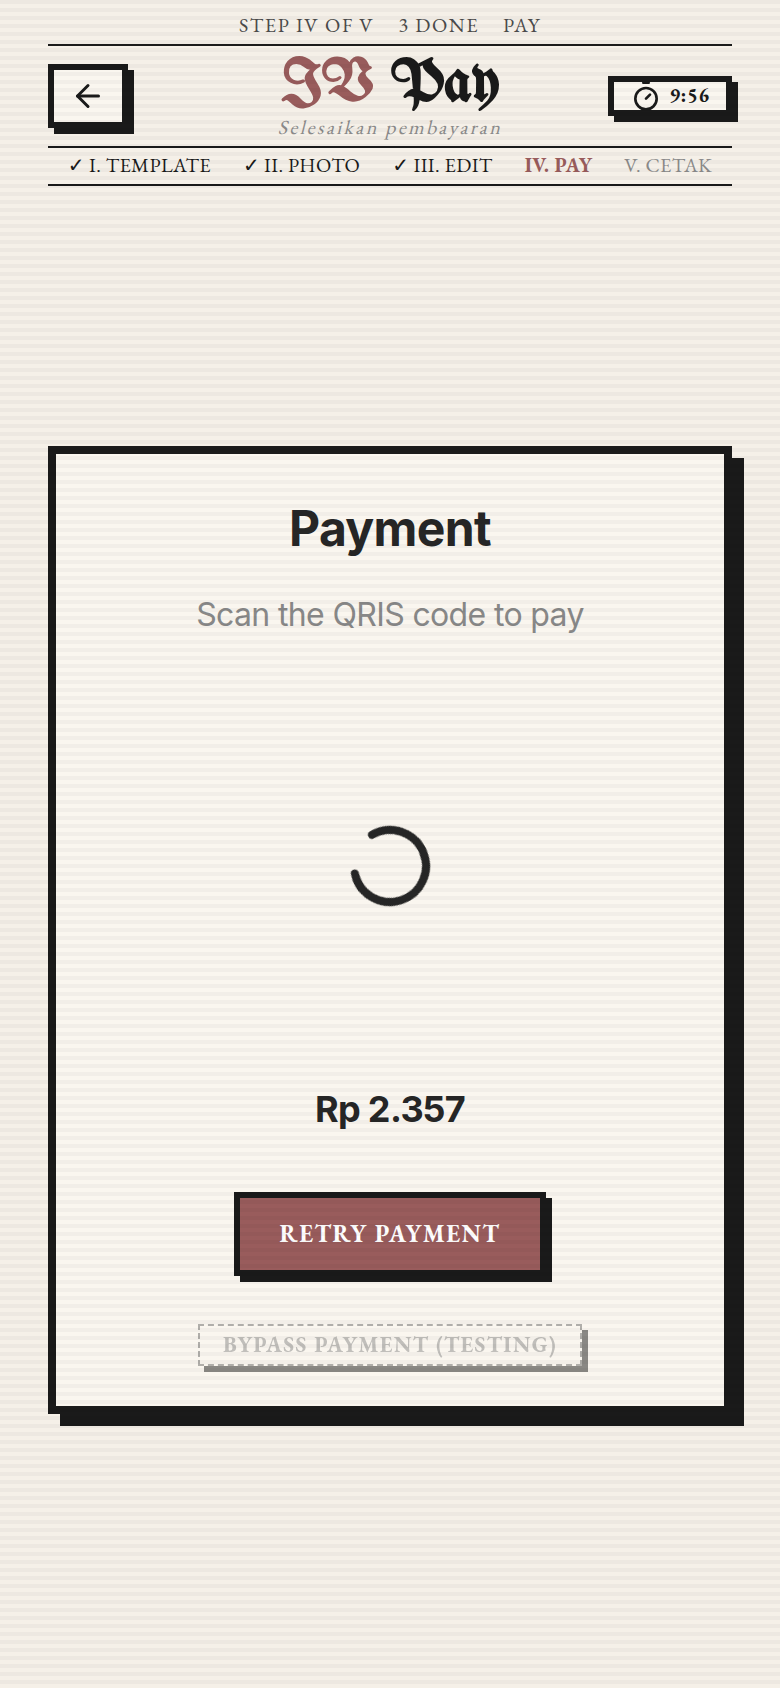 STEP IV OF V 3 DONE PAY
IV Pay
9:56
Selesaikan pembayaran
✓ I. TEMPLATE ✓ II. PHOTO ✓ III. EDIT IV. PAY V. CETAK
Payment
Scan the QRIS code to pay
Rp 2.357
RETRY PAYMENT
BYPASS PAYMENT (TESTING)